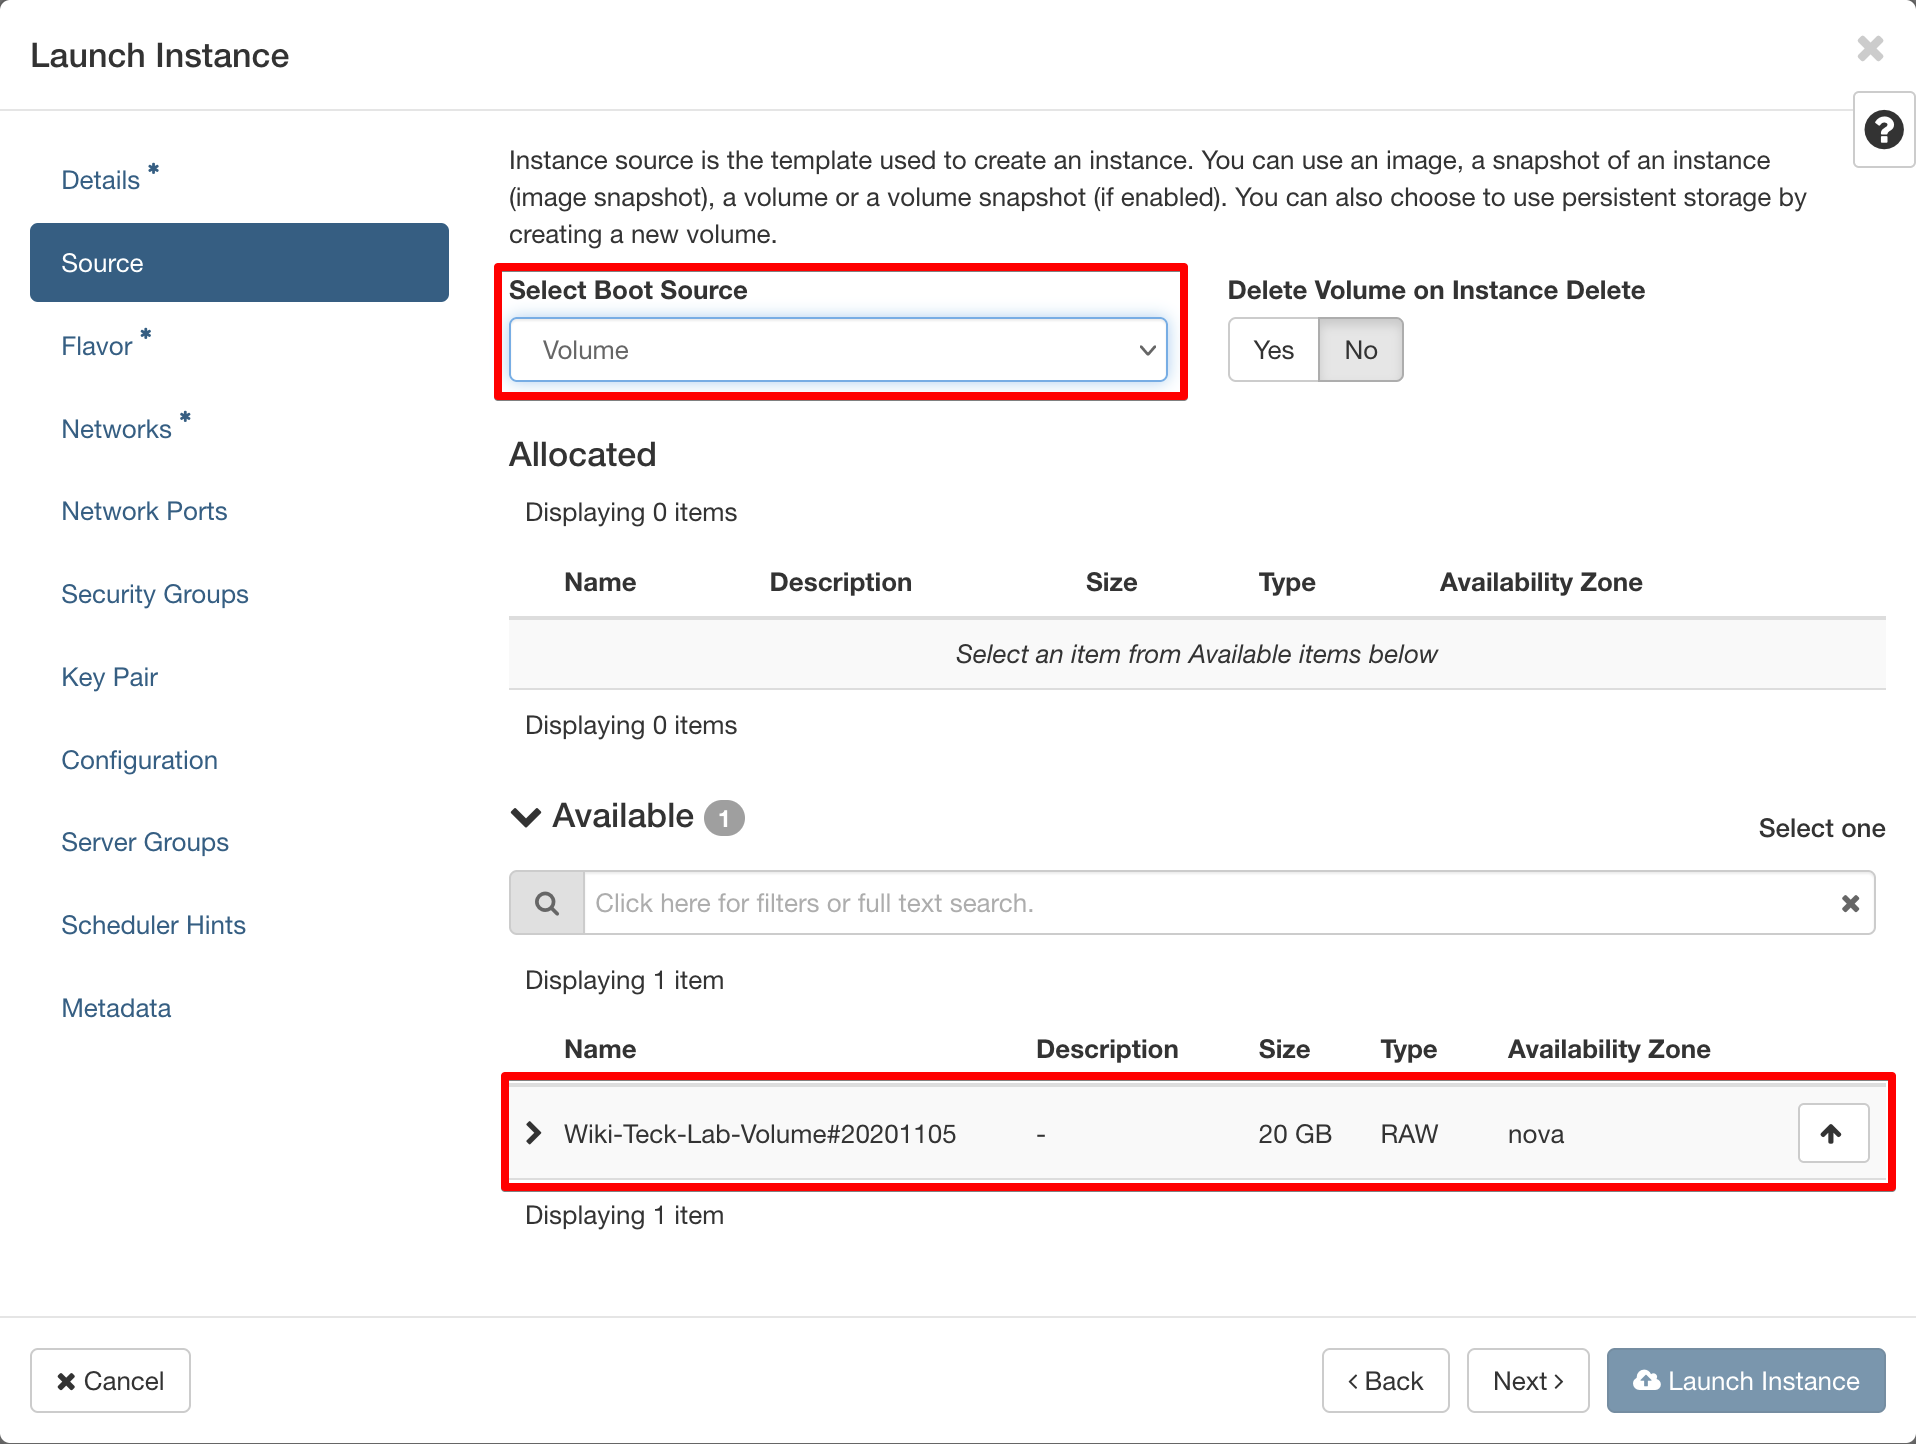 Launch Instance
Details *
Source
Flavor *
Networks *
Network Ports
Security Groups
Key Pair
Configuration
Server Groups
Scheduler Hints
Metadata
Instance source is the template used to create an instance. You can use an image, a snapshot of an instance
(image snapshot), a volume or a volume snapshot (if enabled). You can also choose to use persistent storage by
creating a new volume.
Select Boot Source
Volume
Delete Volume on Instance Delete
Yes No
Allocated
Displaying 0 items
Name Description Size Type Availability Zone
Select an item from Available items below
Displaying 0 items
Available 1
Select one
Click here for filters or full text search.
Displaying 1 item
Name Description Size Type Availability Zone
Wiki-Teck-Lab-Volume#20201105 - 20 GB RAW nova
Displaying 1 item
Cancel
Back
Next
Launch Instance